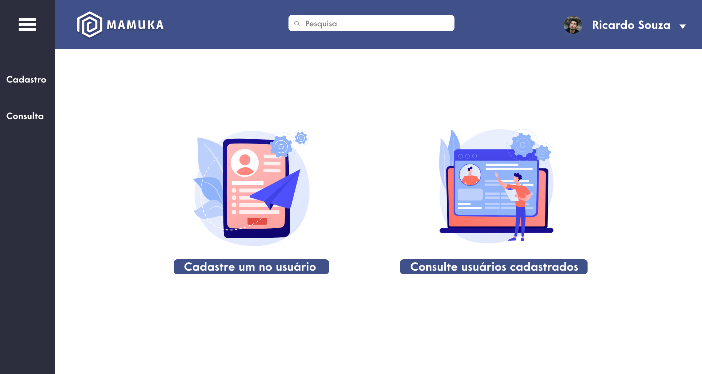 MAMUKA
Pesquisa
Ricardo Souza
Cadastro
Consulta
Cadastre um no usuário
Consulte usuários cadastrados